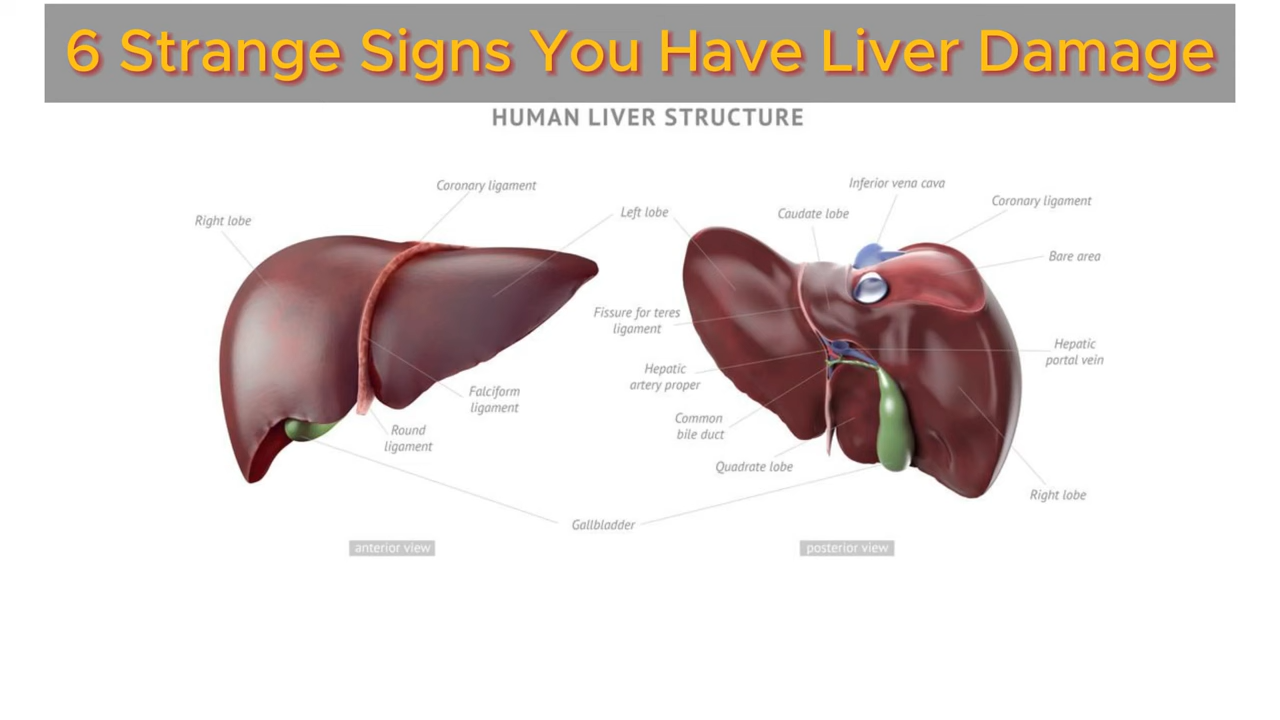 6 Strange Signs You Have Liver Damage
HUMAN LIVER STRUCTURE
Coronary ligament
Right lobe
Left lobe
Falciform
ligament
Round
ligament
Gallbladder
anterior view
Inferior vena cava
Caudate lobe
Coronary ligament
Bare area
Fissure for teres
ligament
Hepatic
portal vein
Hepatic
artery proper
Common
bile duct
Quadrate lobe
Right lobe
posterior view